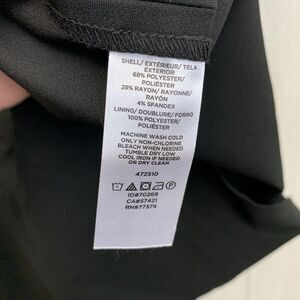 SHELL/ EXTÉRIEUR/ TELA
EXTERIOR
68% POLYESTER/
POLIÉSTER
28% RAYON/ RAYONNE/
RAYÓN
4% SPANDEX
LINING/ DOUBLURE/ FORRO
100% POLYESTER/
POLIÉSTER
MACHINE WASH COLD
ONLY NON-CHLORINE
BLEACH WHEN NEEDED
TUMBLE DRY LOW
COOL IRON IF NEEDED
OR DRY CLEAN
472510
ID#70268
CA#57421
RN#77379